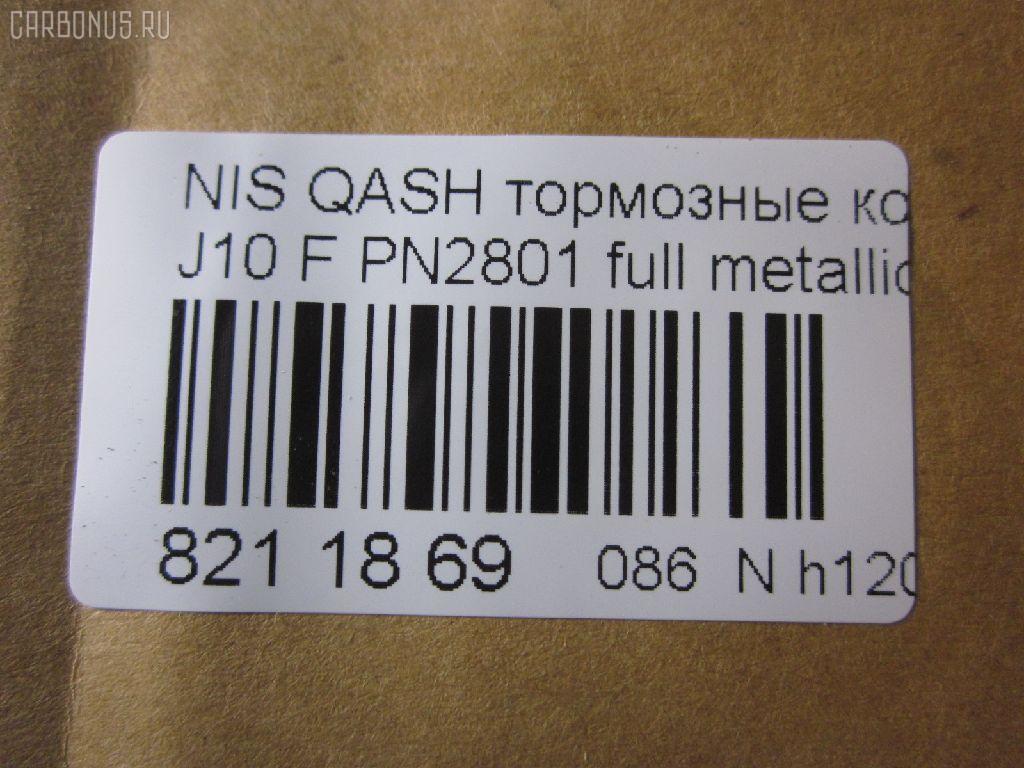 CARBONUS.RU
NIS QASH тормозные ко
J10 F PN2801 full metallic
821 18 69 086 N h120